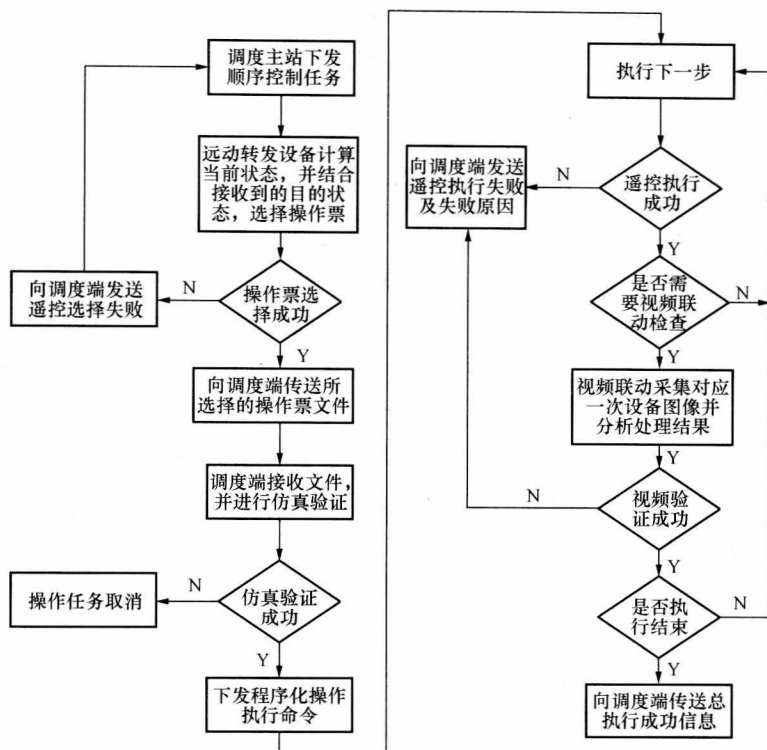 调度主站下发
顺序控制任务
远动转发设备计算
当前状态，并结合
接收到的目的状
态，选择操作票
操作票选
择成功
N
向调度端发送
遥控选择失败
Y
向调度端传送所
选择的操作票文件
调度端接收文件，
并进行仿真验证
仿真验证
成功
N
操作任务取消
Y
下发程序化操作
执行命令
执行下一步
遥控执行
成功
N
向调度端发送
遥控执行失败
及失败原因
Y
是否需
要视频联
动检查
N
Y
视频联动采集对应
一次设备图像并
分析处理结果
Y
视频验
证成功
N
Y
是否执
行结束
N
Y
向调度端传送总
执行成功信息